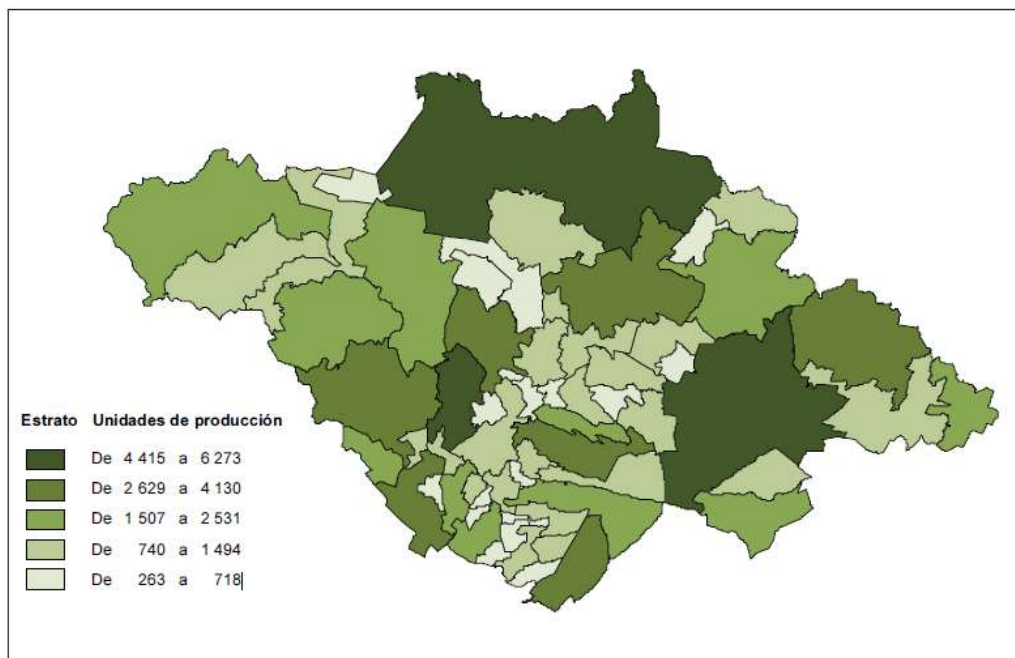 Estrato Unidades de producción
De 4 415 a 6 273
De 2 629 a 4 130
De 1 507 a 2 531
De 740 a 1 494
De 263 a 718